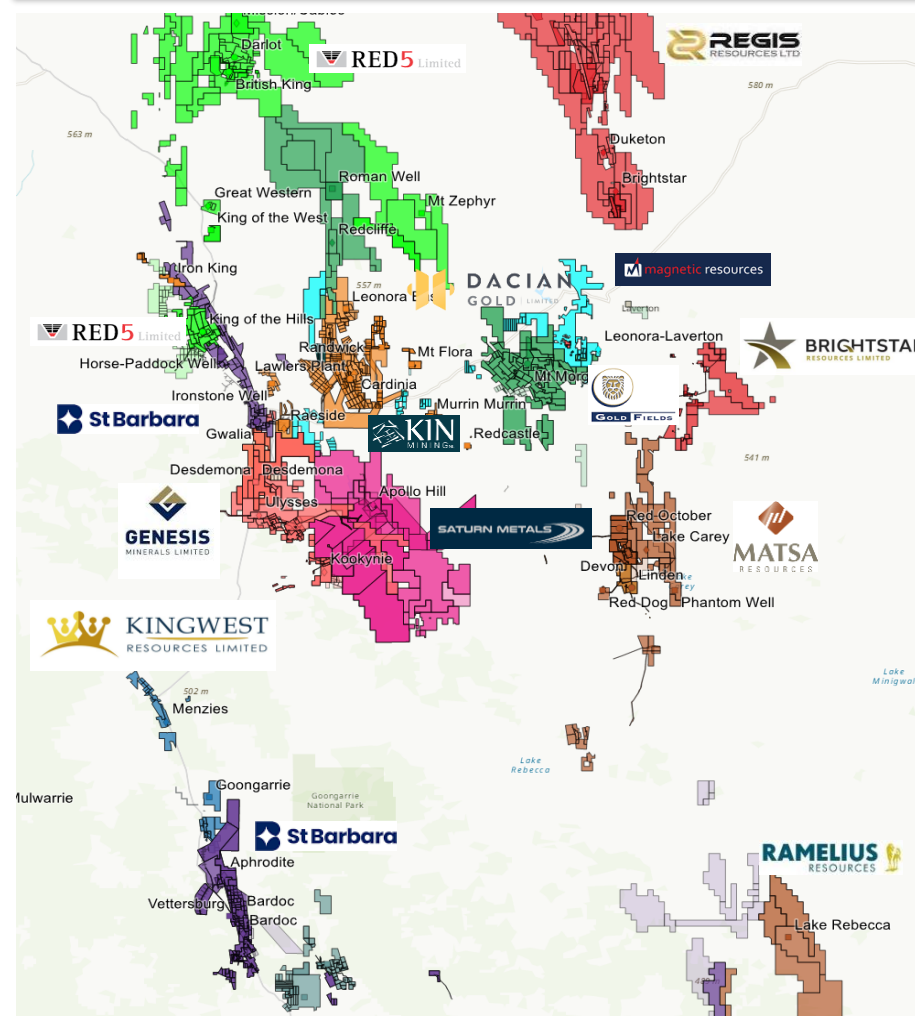 Darlot
RED5 Limited
REGIS
RESOURCES LTD
British King
580 m
563 m
Duketon
Roman Well
Brightstar
Great Western
Mt Zephyr
King of the West
Redcliffe
Iron King
DACIAN
GOLD | LIMITED
magnetic resources
557 m
Leonora Eas
Laverton
RED5 Limited
King of the Hills
Leonora-Laverton
BRIGHTSTAR
RESOURCES LIMITED
Randwick
Mt Flora
Horse-Paddock Well
Lawlers Plant
Mt Morg
Cardinia
Ironstone Well
Murrin Murrin
GOLD FIELDS
St Barbara
Raeside
KIN
MINING NL
Gwalia
Redcastle
541 m
Desdemona
Desdemona
Apollo Hill
Ulysses
GENESIS
MINERALS LIMITED
SATURN METALS
Red October
Lake Carey
MATSA
RESOURCES
Kookynie
Devon
Linden
Red Dog
Phantom Well
KINGWEST
RESOURCES LIMITED
Lake
Minigwal
502 m
Menzies
Lake
Rebecca
Goongarrie
Mulwarrie
Goongarrie
National Park
St Barbara
Aphrodite
RAMELIUS
RESOURCES
Vettersburg
Bardoc
Bardoc
Lake Rebecca